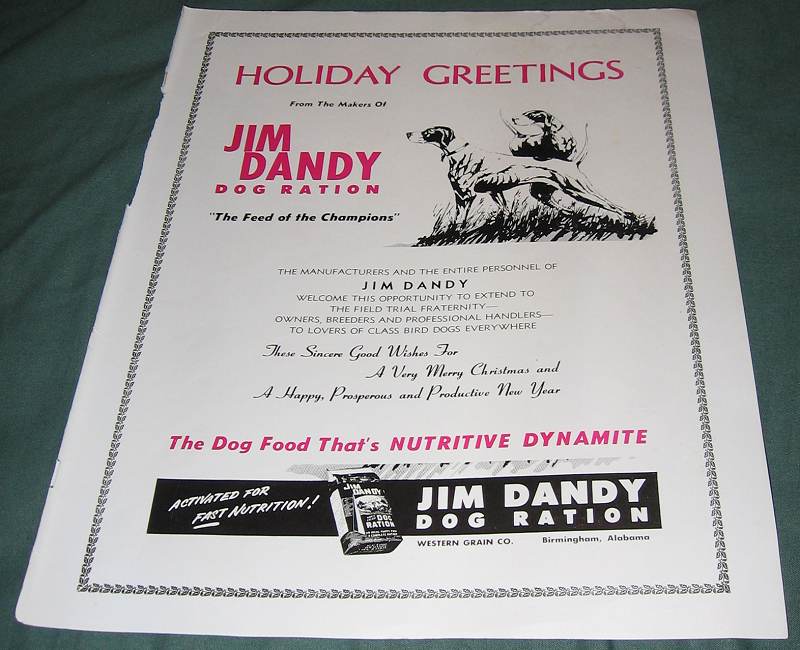 HOLIDAY GREETINGS
From The Makers Of
JIM
DANDY
DOG RATION
"The Feed of the Champions"
THE MANUFACTURERS AND THE ENTIRE PERSONNEL OF
JIM DANDY
WELCOME THIS OPPORTUNITY TO EXTEND TO
THE FIELD TRIAL FRATERNITY—
OWNERS, BREEDERS AND PROFESSIONAL HANDLERS—
TO LOVERS OF CLASS BIRD DOGS EVERYWHERE
These Sincere Good Wishes For
A Very Merry Christmas and
A Happy, Prosperous and Productive New Year
The Dog Food That's NUTRITIVE DYNAMITE
ACTIVATED FOR
FAST NUTRITION!
JIM
DANDY
DOG
RATION
JIM DANDY
DOG RATION
WESTERN GRAIN CO. Birmingham, Alabama